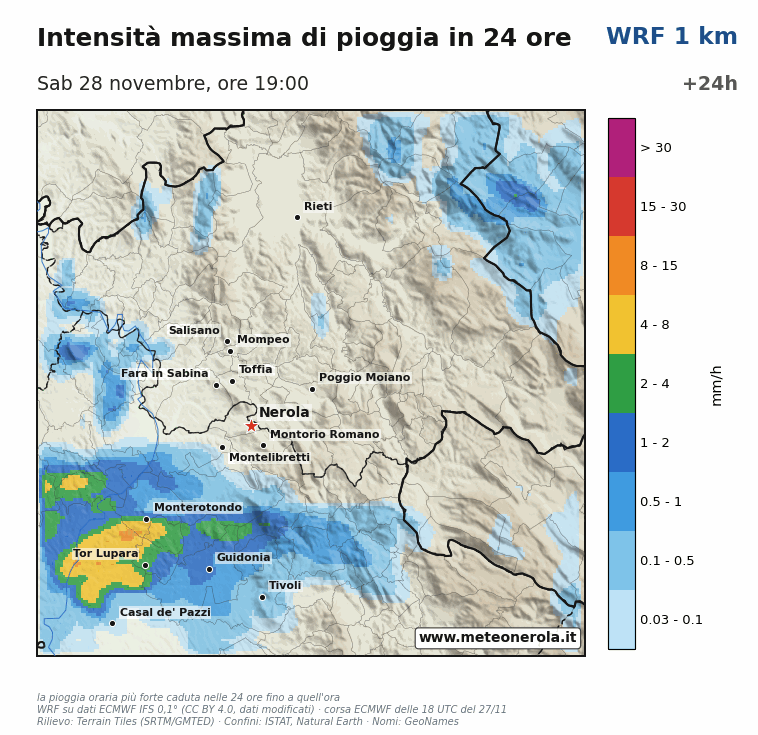 Intensità massima di pioggia in 24 ore
WRF 1 km
Sab 28 novembre, ore 19:00
+24h
Rieti
Salisano
Mompeo
Toffia
Fara in Sabina
Poggio Moiano
Nerola
Montorio Romano
Montelibretti
Monterotondo
Tor Lupara
Guidonia
Tivoli
Casal de' Pazzi
www.meteonerola.it
> 30
15 - 30
8 - 15
4 - 8
2 - 4
1 - 2
0.5 - 1
0.1 - 0.5
0.03 - 0.1
mm/h
la pioggia oraria più forte caduta nelle 24 ore fino a quell'ora
WRF su dati ECMWF IFS 0,1° (CC BY 4.0, dati modificati) · corsa ECMWF delle 18 UTC del 27/11
Rilievo: Terrain Tiles (SRTM/GMTED) · Confini: ISTAT, Natural Earth · Nomi: GeoNames